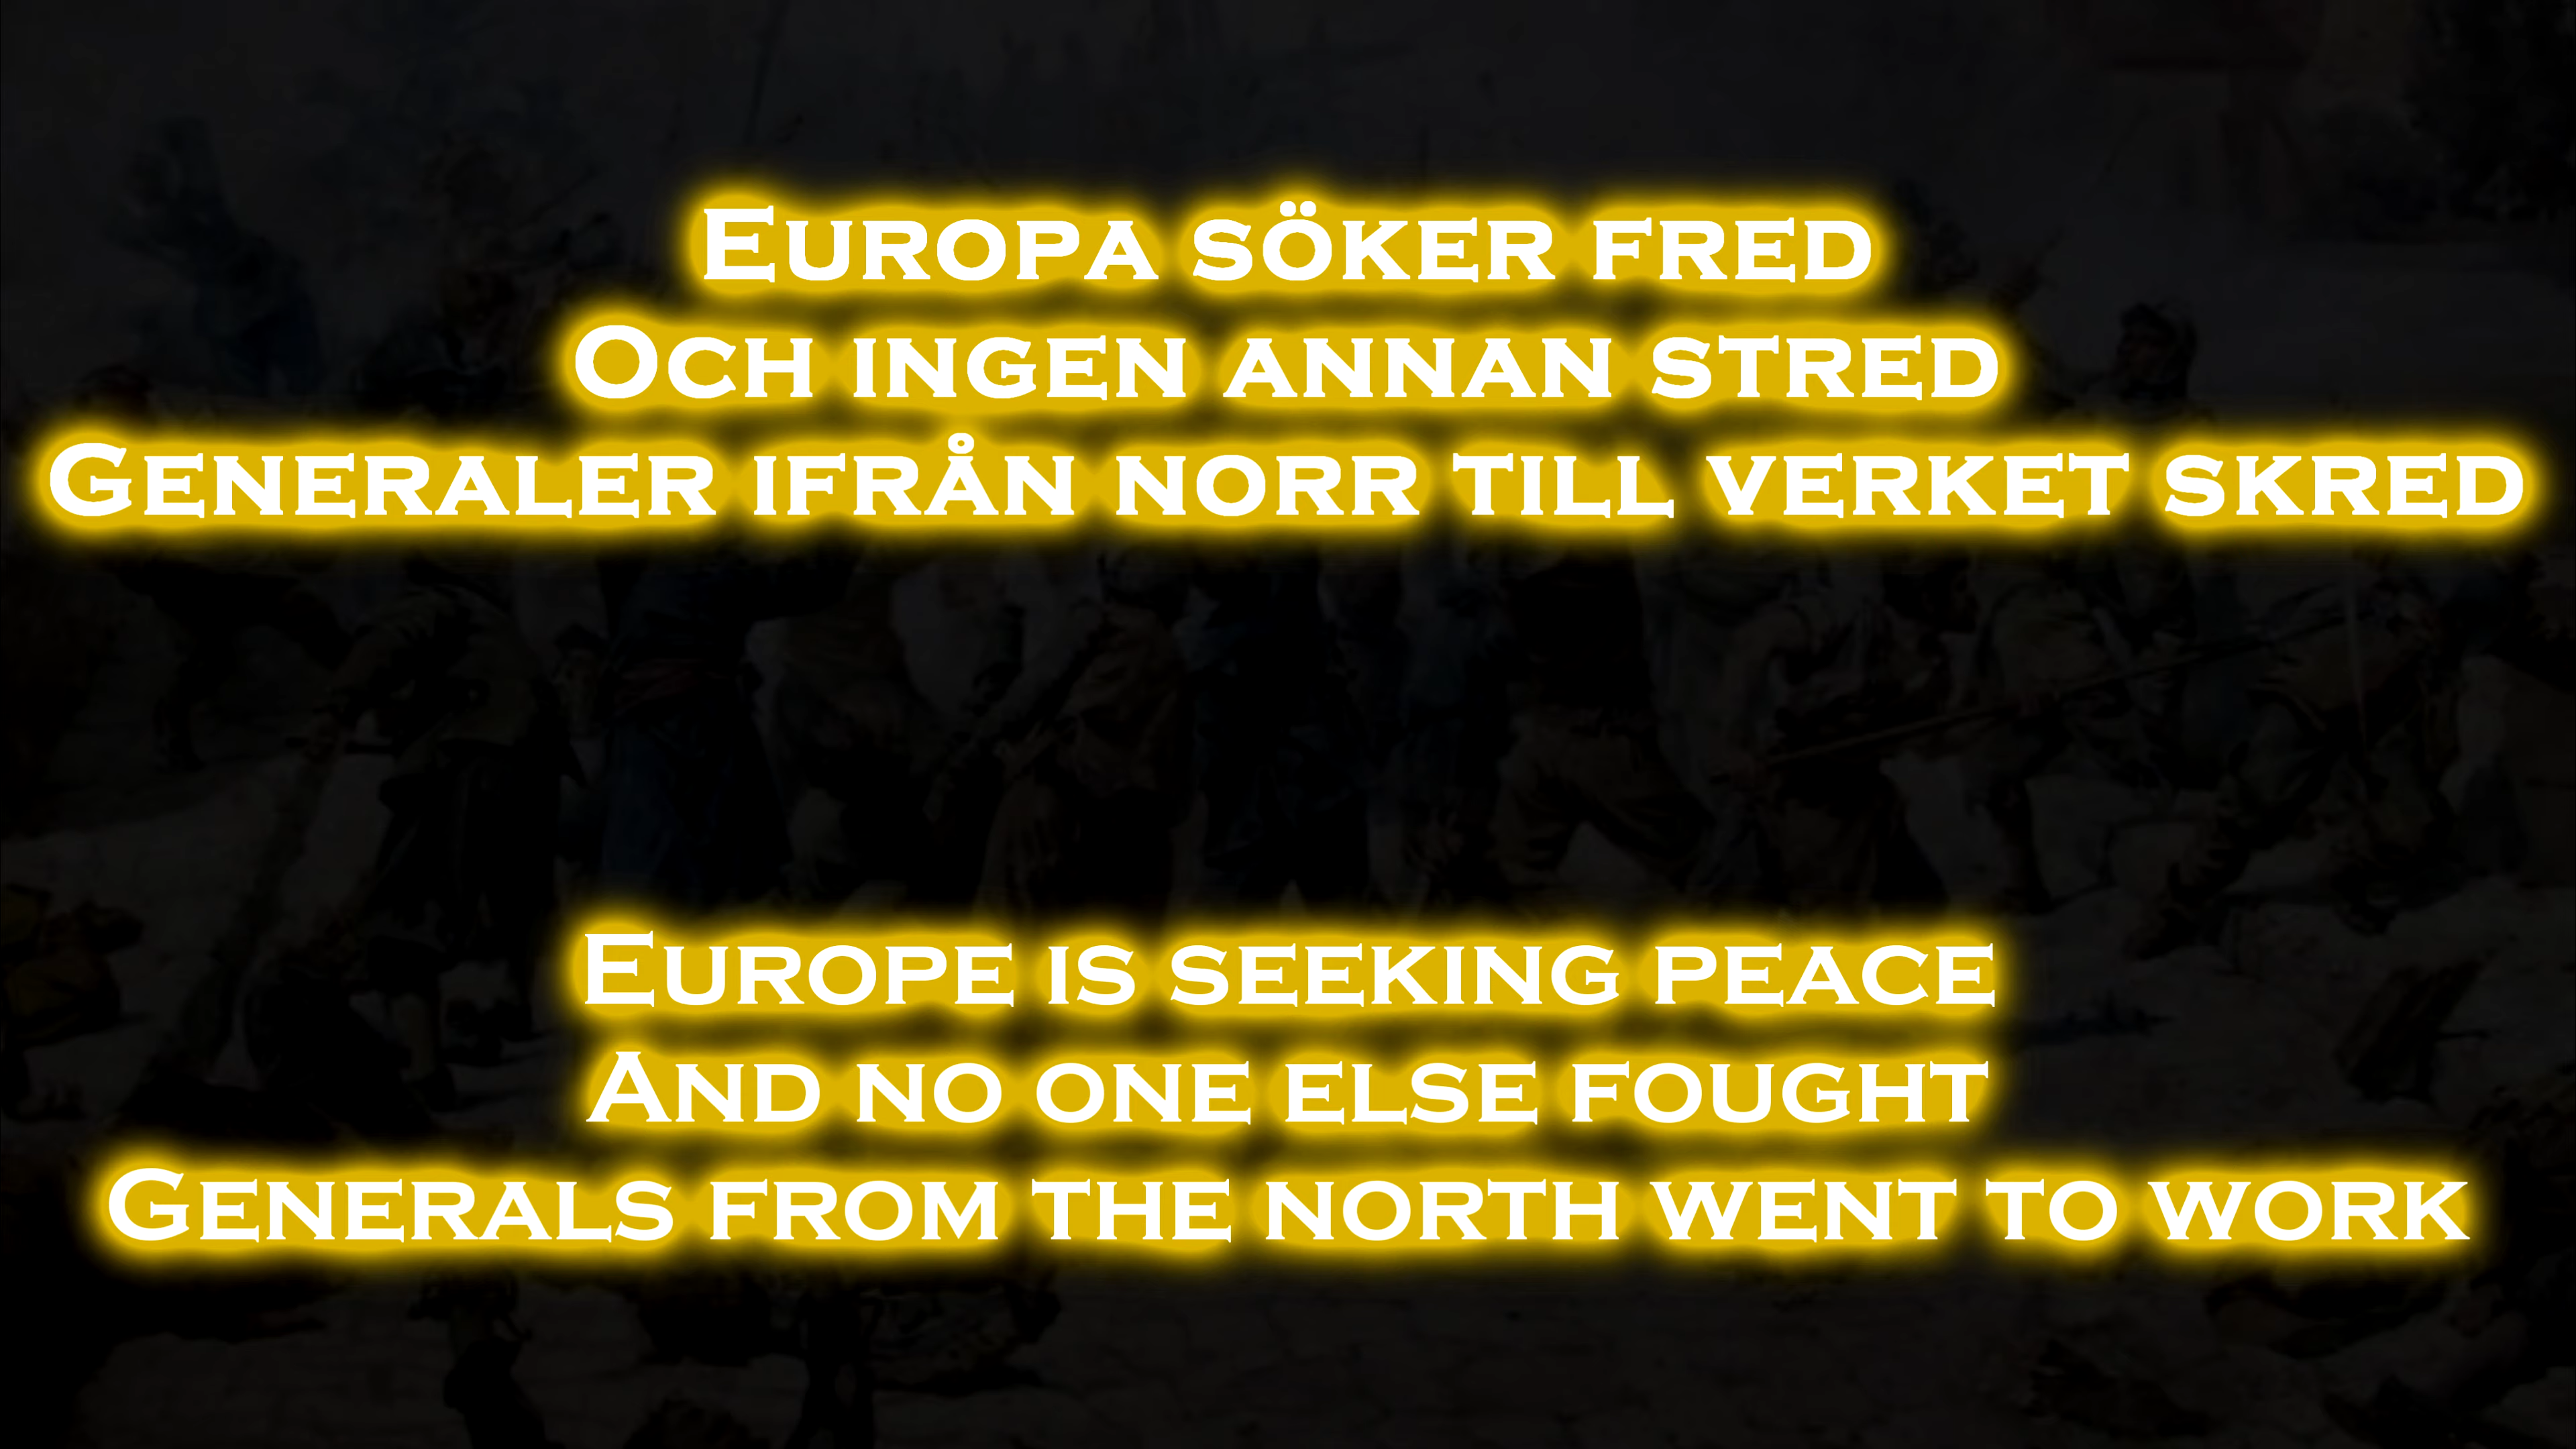 Europa söker fred
Och ingen annan stred
Generaler ifrån norr till verket skred
Europe is seeking peace
And no one else fought
Generals from the north went to work